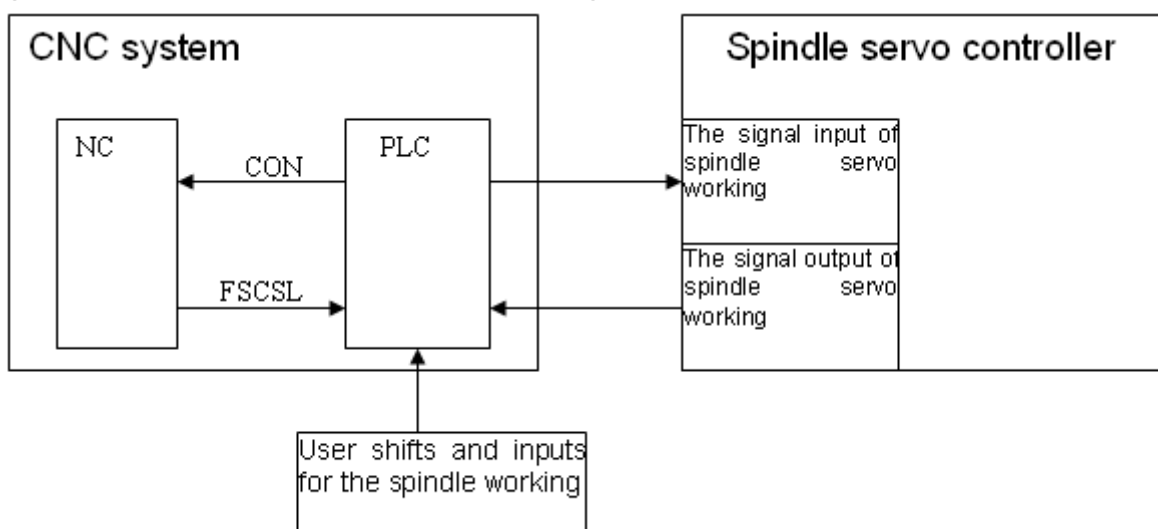 CNC system
Spindle servo controller
NC
CON
PLC
The signal input of
spindle servo
working
FSCSL
The signal output of
spindle servo
working
User shifts and inputs
for the spindle working